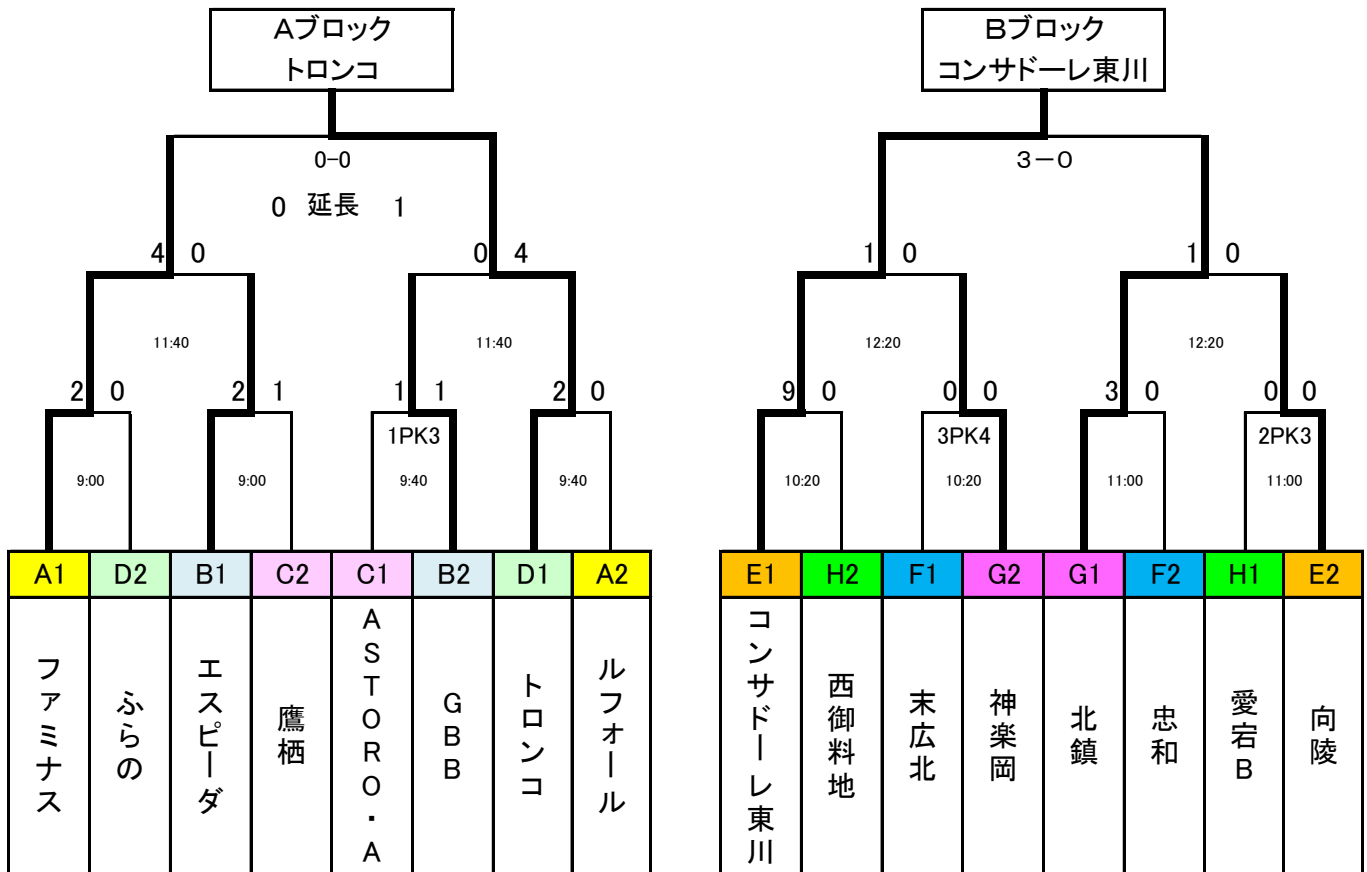 Aブロック
トロンコ
Bブロック
コンサドーレ東川
0-0
3-0
0 延長 1
4 0
0 4
1 0
1 0
11:40
11:40
12:20
12:20
2 0
2 1
1 1
2 0
9 0
0 0
3 0
0 0
1PK3
3PK4
2PK3
9:00
9:00
9:40
9:40
10:20
10:20
11:00
11:00
A1
D2
B1
C2
C1
B2
D1
A2
E1
H2
F1
G2
G1
F2
H1
E2
ファミナス
ふらの
エスピーダ
鷹栖
ASTORO・A
GBB
トロンコ
ルフォール
コンサドーレ東川
西御料地
末広北
神楽岡
北鎮
忠和
愛宕B
向陵